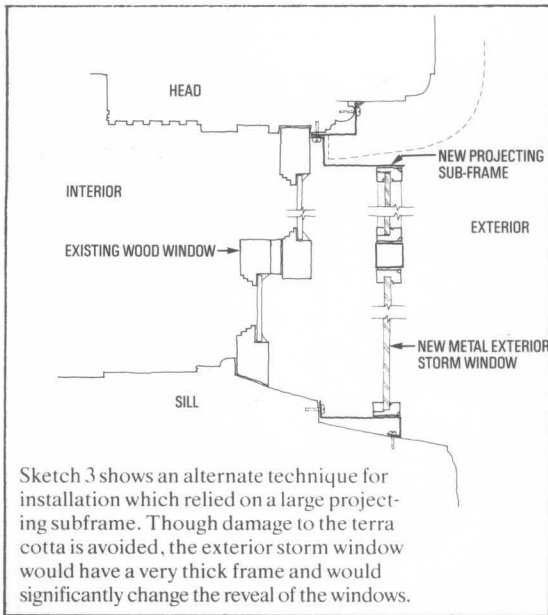 HEAD
NEW PROJECTING
SUB-FRAME
INTERIOR
EXTERIOR
EXISTING WOOD WINDOW
NEW METAL EXTERIOR
STORM WINDOW
SILL
Sketch 3 shows an alternate technique for
installation which relied on a large project-
ing subframe. Though damage to the terra
cotta is avoided, the exterior storm window
would have a very thick frame and would
significantly change the reveal of the windows.